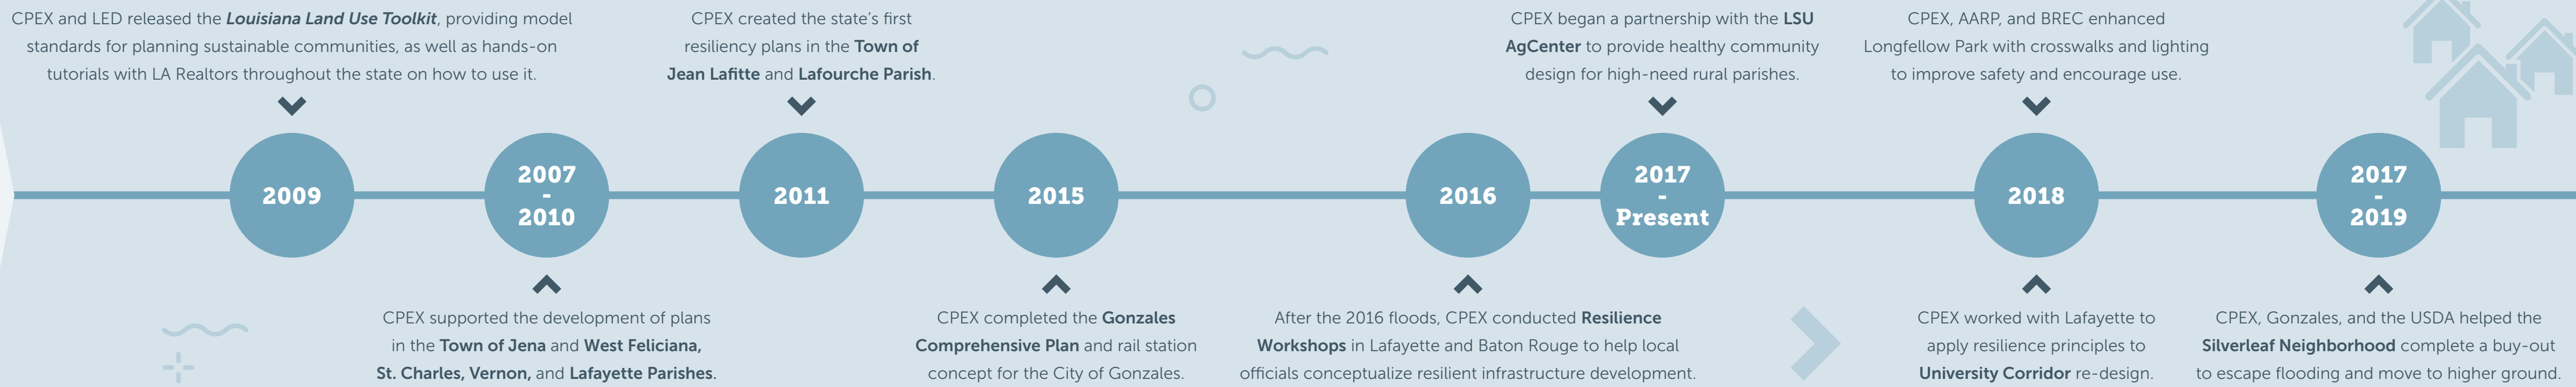 CPEX and LED released the Louisiana Land Use Toolkit, providing model
standards for planning sustainable communities, as well as hands-on
tutorials with LA Realtors throughout the state on how to use it.
2009
2007
-
2010
CPEX supported the development of plans
in the Town of Jena and West Feliciana,
St. Charles, Vernon, and Lafayette Parishes.
CPEX created the state’s first
resiliency plans in the Town of
Jean Lafitte and Lafourche Parish.
2011
2015
CPEX completed the Gonzales
Comprehensive Plan and rail station
concept for the City of Gonzales.
2016
After the 2016 floods, CPEX conducted Resilience
Workshops in Lafayette and Baton Rouge to help local
officials conceptualize resilient infrastructure development.
CPEX began a partnership with the LSU
AgCenter to provide healthy community
design for high-need rural parishes.
2017
-
Present
CPEX, AARP, and BREC enhanced
Longfellow Park with crosswalks and lighting
to improve safety and encourage use.
2018
CPEX worked with Lafayette to
apply resilience principles to
University Corridor re-design.
2017
-
2019
CPEX, Gonzales, and the USDA helped the
Silverleaf Neighborhood complete a buy-out
to escape flooding and move to higher ground.